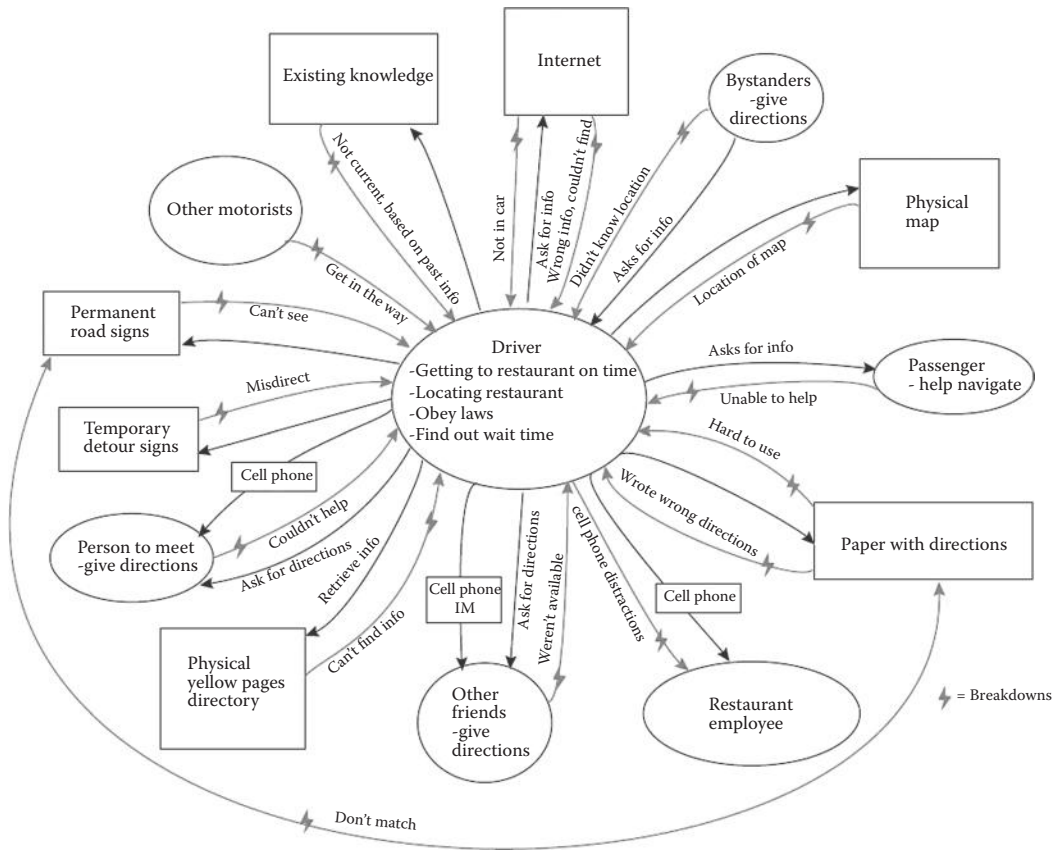 Existing knowledge
Internet
Bystanders
-give
directions
Other motorists
Physical
map
Not current, based on past info
Not in car
Ask for info
Wrong info, couldn't find
Didn't know location
Asks for info
Location of map
Get in the way
Permanent
road signs
Can't see
Driver
-Getting to restaurant on time
-Locating restaurant
-Obey laws
-Find out wait time
Asks for info
Passenger
- help navigate
Unable to help
Misdirect
Temporary
detour signs
Cell phone
Hard to use
Wrote wrong directions
Paper with directions
Person to meet
-give directions
Couldn't help
Ask for directions
Retrieve info
Can't find info
Cell phone
IM
Ask for directions
Weren't available
cell phone distractions
Cell phone
Physical
yellow pages
directory
Other
friends
-give
directions
Restaurant
employee
= Breakdowns
Don't match